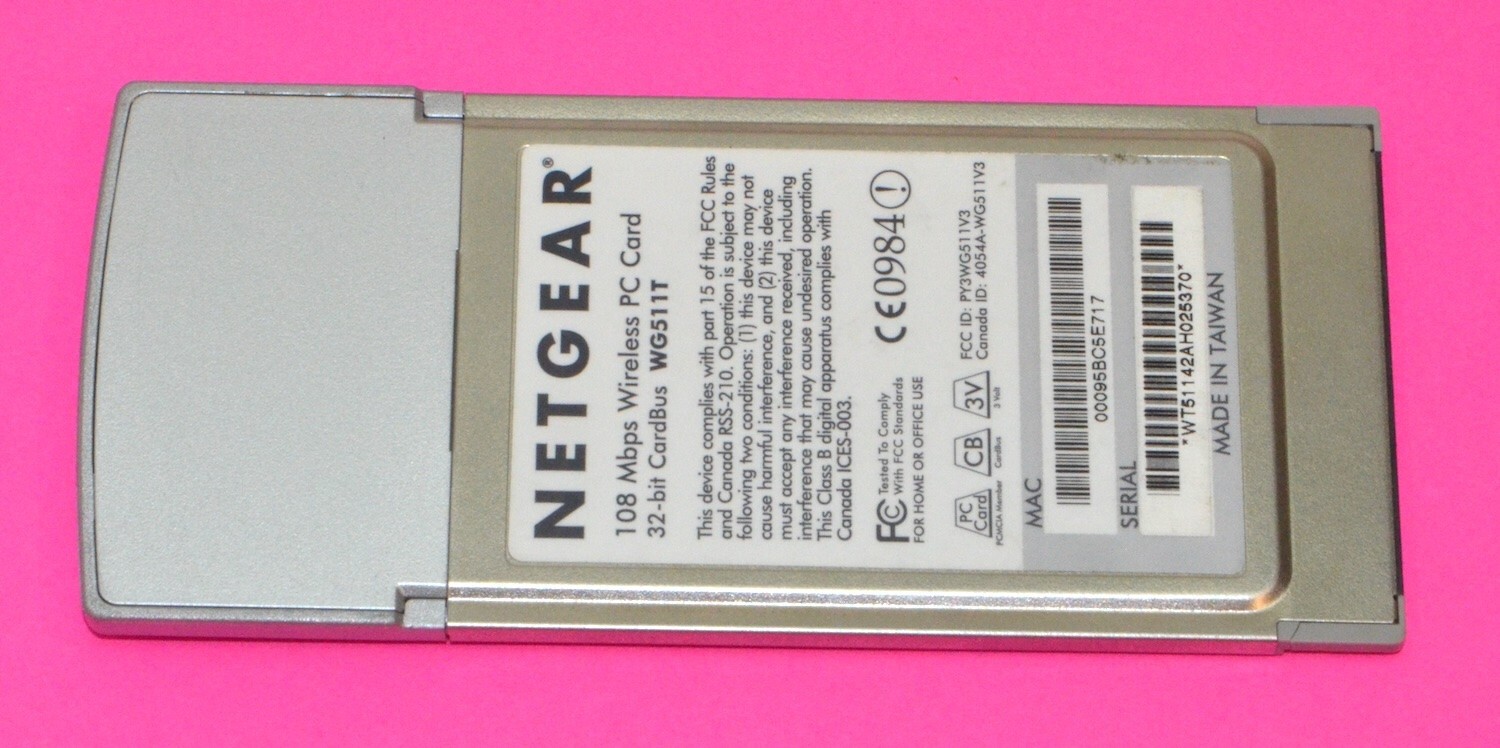 NETGEAR®
108 Mbps Wireless PC Card
32-bit CardBus WG511T
This device complies with part 15 of the FCC Rules
and Canada RSS-210. Operation is subject to the
following two conditions: (1) this device may not
cause harmful interference, and (2) this device
must accept any interference received, including
interference that may cause undesired operation.
This Class B digital apparatus complies with
Canada ICES-003.
FC Tested To Comply
With FCC Standards
FOR HOME OR OFFICE USE
CE0984!
PC Card
PCMCIA Member
CB
CardBus
3V
3 Volt
FCC ID: PY3WG511V3
Canada ID: 4054A-WG511V3
MAC
00095BC5E717
SERIAL
*WT51142AH025370*
MADE IN TAIWAN